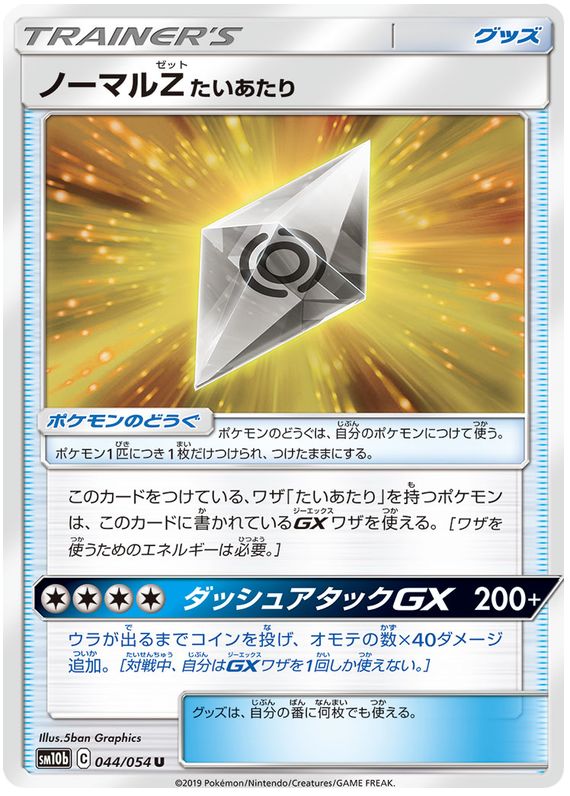 TRAINER'S グッズ
ノーマルZ たいあたり
ゼット
ポケモンのどうぐ
ポケモンのどうぐは、自分のポケモンにつけて使う。
ポケモン1匹につき1枚だけつけられ、つけたままにする。
このカードをつけている、ワザ「たいあたり」を持つポケモン
は、このカードに書かれているGXワザを使える。[ワザを
使うためのエネルギーは必要。]
ダッシュアタックGX 200+
ウラが出るまでコインを投げ、オモテの数×40ダメージ
追加。[対戦中、自分はGXワザを1回しか使えない。]
グッズは、自分の番に何枚でも使える。
Illus.5ban Graphics
sm10b C 044/054 U
©2019 Pokémon/Nintendo/Creatures/GAME FREAK.